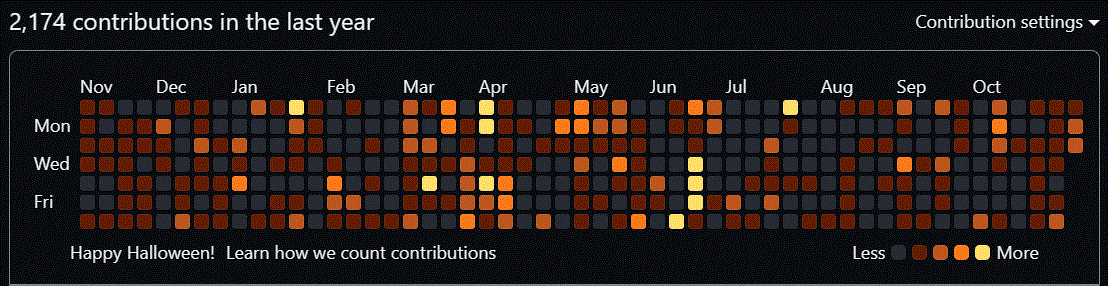 2,174 contributions in the last year
Contribution settings
Nov Dec Jan Feb Mar Apr May Jun Jul Aug Sep Oct
Mon
Wed
Fri
Happy Halloween! Learn how we count contributions
Less More